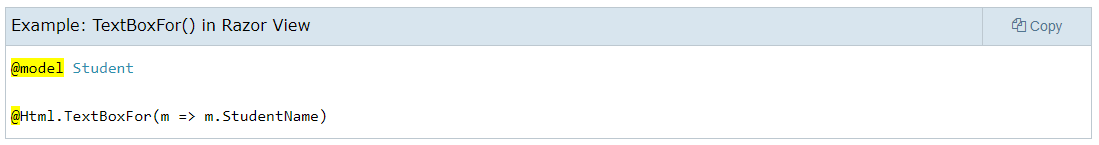 Example: TextBoxFor() in Razor View
Copy
@model Student
@Html.TextBoxFor(m => m.StudentName)